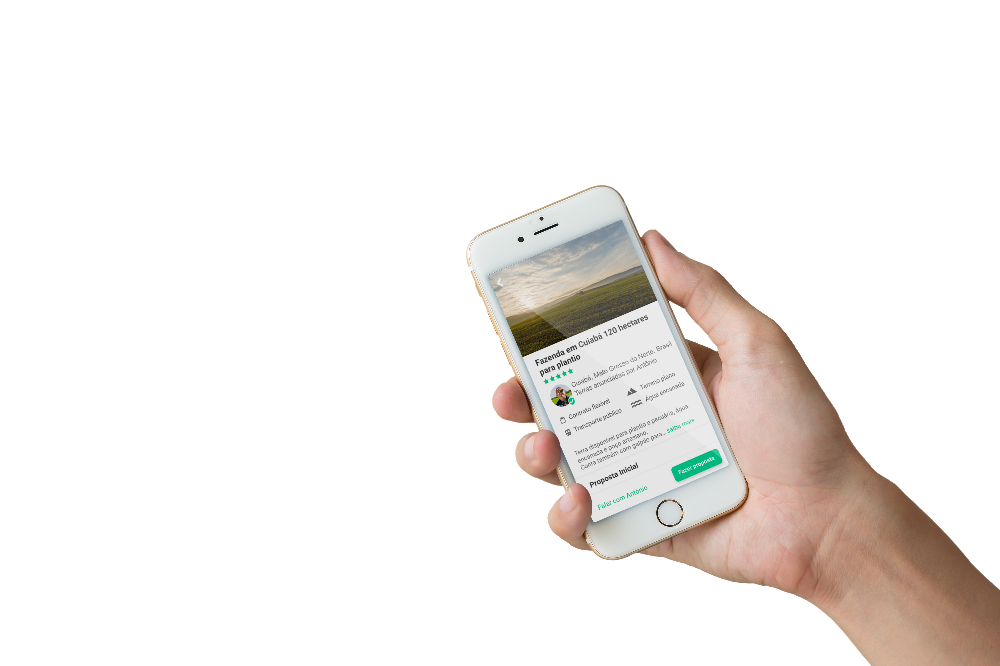 Fazenda em Cuiabá 120 hectares
para plantio
Cuiabá, Mato Grosso do Norte, Brasil
Terras anunciadas por Antônio
Contrato flexivel
Terreno plano
Transporte público
Água encanada
Terra disponível para plantio e pecuária, água
encanada e poço artesiano.
Conta também com galpão para... saiba mais
Proposta Inicial
Fazer proposta
Falar com Antônio